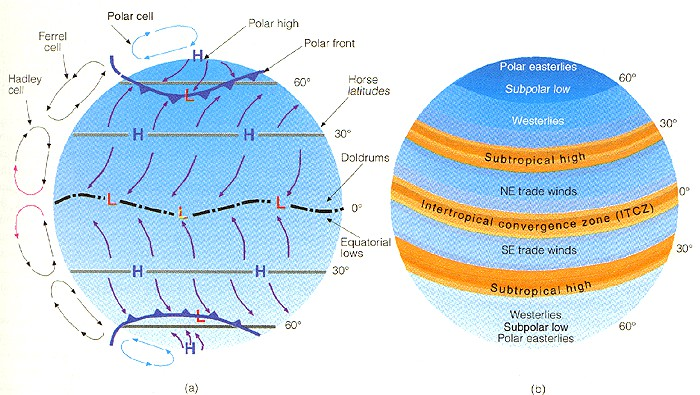 Polar cell
Polar high
Ferrel
cell
Polar front
Hadley
cell
H
L
60°
Horse
latitudes
H
H
30°
Doldrums
L
L
L
0°
Equatorial
lows
H
H
30°
L
60°
H
(a)
Polar easterlies
60°
Subpolar low
Westerlies
30°
Subtropical high
NE trade winds
0°
Intertropical convergence zone (ITCZ)
SE trade winds
30°
Subtropical high
Westerlies
Subpolar low
60°
Polar easterlies
(b)